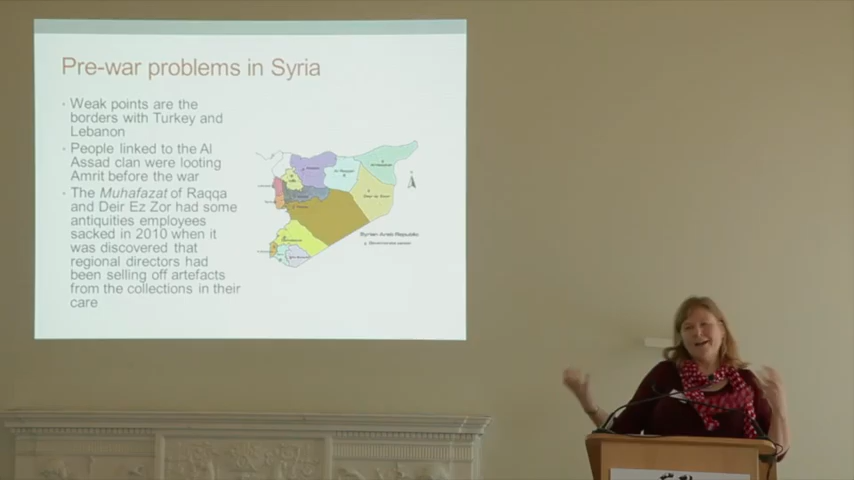 Pre-war problems in Syria
• Weak points are the
borders with Turkey and
Lebanon
• People linked to the Al
Assad clan were looting
Amrit before the war
• The Muhafazat of Raqqa
and Deir Ez Zor had some
antiquities employees
sacked in 2010 when it
was discovered that
regional directors had
been selling off artefacts
from the collections in their
care
Syrian Arab Republic